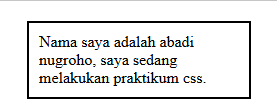 Nama saya adalah abadi
nugroho, saya sedang
melakukan praktikum css.